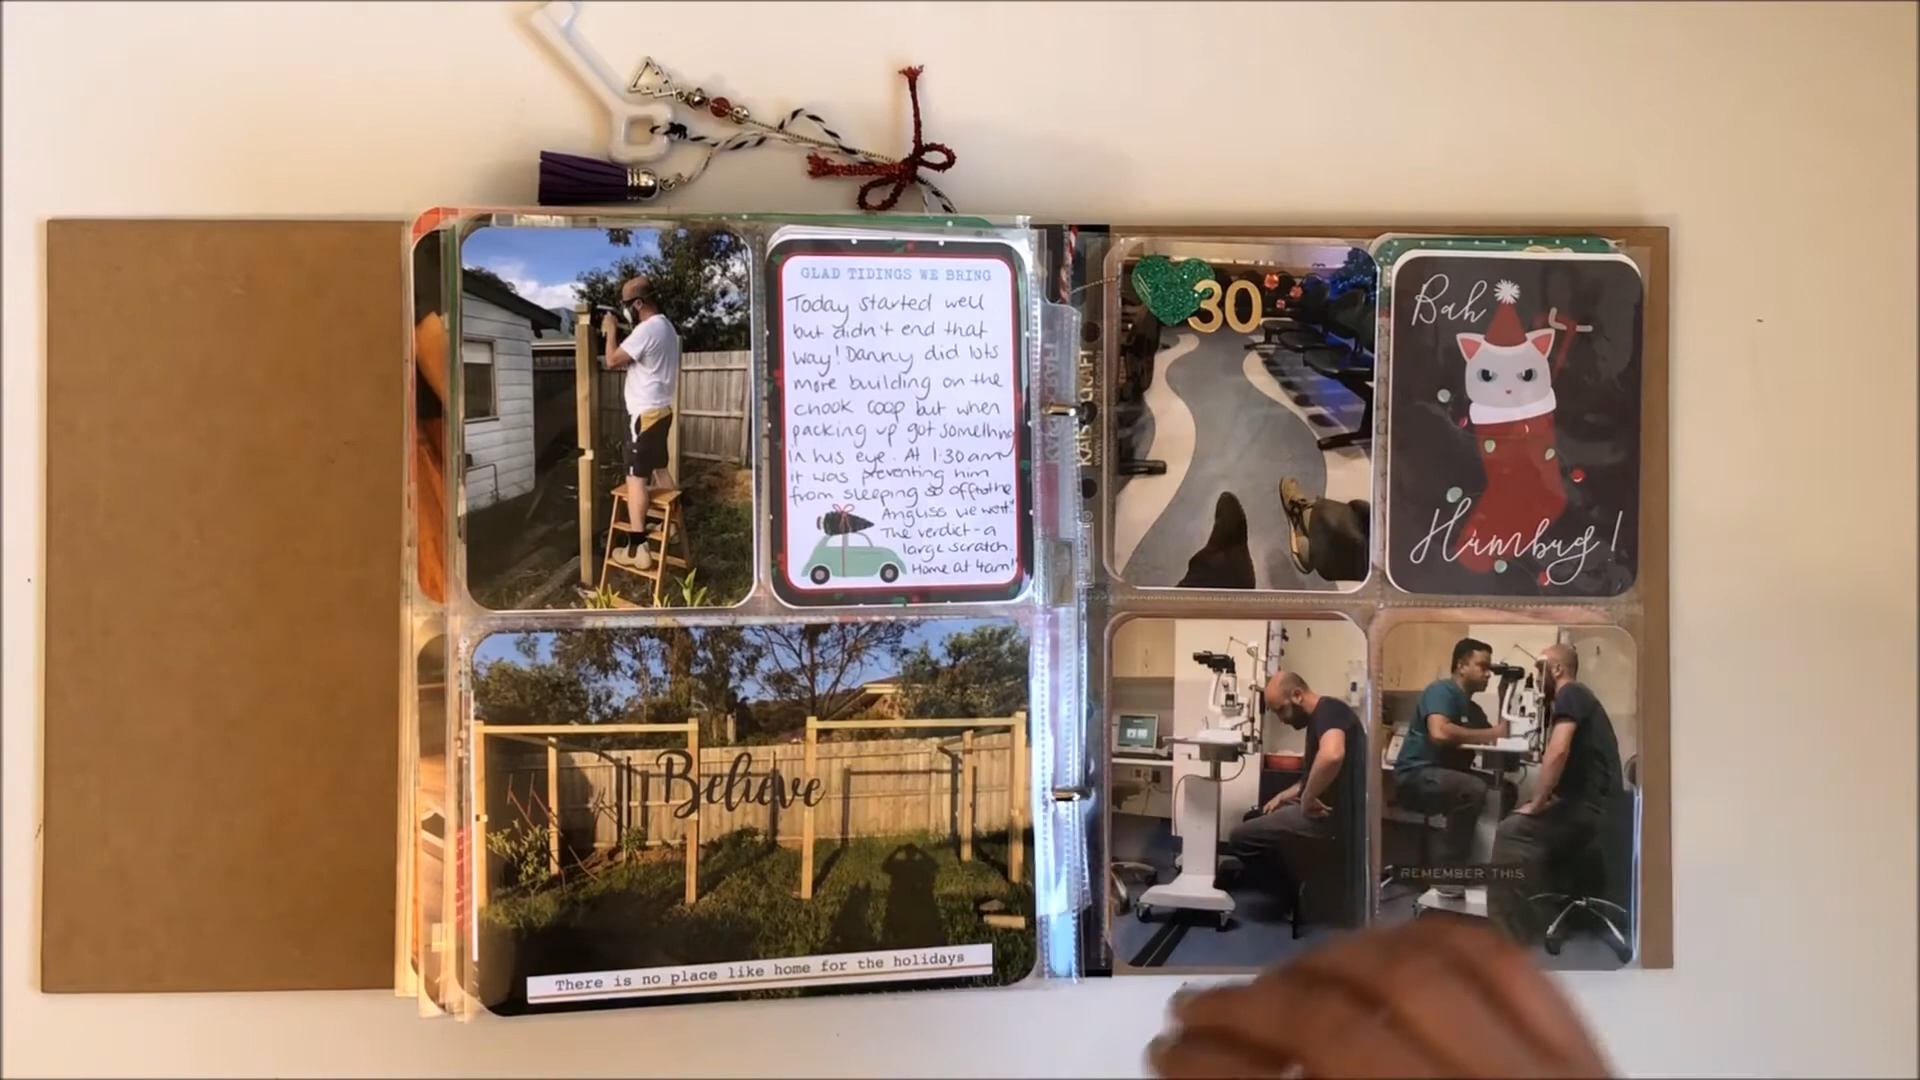 GLAD TIDINGS WE BRING
Today started well
but didn't end that
way! Danny did lots
more building on the
chook coop but when
packing up got something
in his eye. At 1.30am
it was preventing him
from sleeping so off to the
Angliss we went.
The verdict - a
large scratch.
Home at 4am!
Believe
There is no place like home for the holidays
30
Bah
Humbug!
REMEMBER THIS